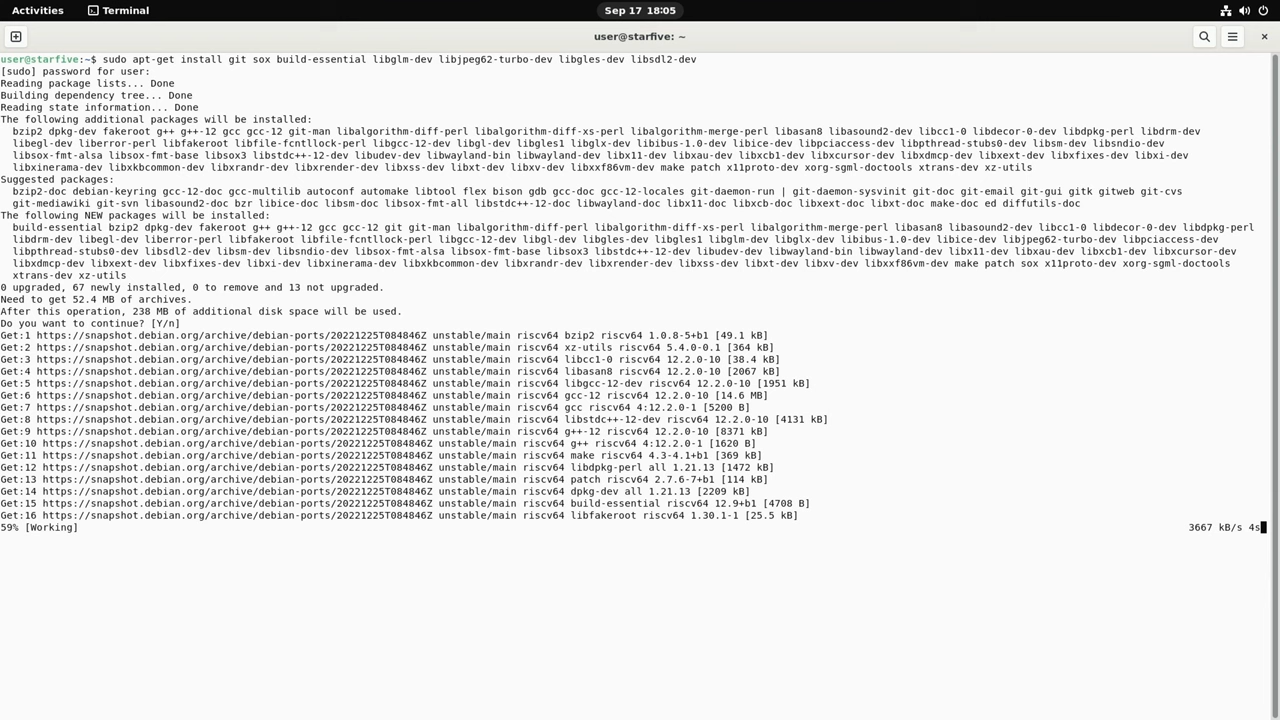 Activities
Terminal
Sep 17 18:05
user@starfive: ~
user@starfive:~$ sudo apt-get install git sox build-essential libglm-dev libjpeg62-turbo-dev libgles-dev libsdl2-dev
[sudo] password for user:
Reading package lists... Done
Building dependency tree... Done
Reading state information... Done
The following additional packages will be installed:
bzip2 dpkg-dev fakeroot g++ g++-12 gcc gcc-12 git-man libalgorithm-diff-perl libalgorithm-diff-xs-perl libalgorithm-merge-perl libasan8 libasound2-dev libcc1-0 libdecor-0-dev libdpkg-perl libdrm-dev
libegl-dev liberror-perl libfakeroot libfile-fcntllock-perl libgcc-12-dev libgl-dev libgles1 libglx-dev libibus-1.0-dev libice-dev libpciaccess-dev libpthread-stubs0-dev libsm-dev libsndio-dev
libsox-fmt-alsa libsox-fmt-base libsox3 libstdc++-12-dev libudev-dev libwayland-bin libwayland-dev libx11-dev libxau-dev libxcb1-dev libxcursor-dev libxdmcp-dev libxext-dev libxfixes-dev libxi-dev
libxinerama-dev libxkbcommon-dev libxrandr-dev libxrender-dev libxss-dev libxt-dev libxv-dev libxxf86vm-dev make patch x11proto-dev xorg-sgml-doctools xtrans-dev xz-utils
Suggested packages:
bzip2-doc debian-keyring gcc-12-doc gcc-multilib autoconf automake libtool flex bison gdb gcc-doc gcc-12-locales git-daemon-run | git-daemon-sysvinit git-doc git-email git-gui gitk gitweb git-cvs
git-mediawiki git-svn libasound2-doc bzr libice-doc libsm-doc libsox-fmt-all libstdc++-12-doc libwayland-doc libx11-doc libxcb-doc libxext-doc libxt-doc make-doc ed diffutils-doc
The following NEW packages will be installed:
build-essential bzip2 dpkg-dev fakeroot g++ g++-12 gcc gcc-12 git git-man libalgorithm-diff-perl libalgorithm-diff-xs-perl libalgorithm-merge-perl libasan8 libasound2-dev libcc1-0 libdecor-0-dev libdpkg-perl
libdrm-dev libegl-dev liberror-perl libfakeroot libfile-fcntllock-perl libgcc-12-dev libgl-dev libgles-dev libgles1 libglm-dev libglx-dev libibus-1.0-dev libice-dev libjpeg62-turbo-dev libpciaccess-dev
libpthread-stubs0-dev libsdl2-dev libsm-dev libsndio-dev libsox-fmt-alsa libsox-fmt-base libsox3 libstdc++-12-dev libudev-dev libwayland-bin libwayland-dev libx11-dev libxau-dev libxcb1-dev libxcursor-dev
libxdmcp-dev libxext-dev libxfixes-dev libxi-dev libxinerama-dev libxkbcommon-dev libxrandr-dev libxrender-dev libxss-dev libxt-dev libxv-dev libxxf86vm-dev make patch sox x11proto-dev xorg-sgml-doctools
xtrans-dev xz-utils
0 upgraded, 67 newly installed, 0 to remove and 13 not upgraded.
Need to get 52.4 MB of archives.
After this operation, 238 MB of additional disk space will be used.
Do you want to continue? [Y/n]
Get:1 https://snapshot.debian.org/archive/debian-ports/20221225T084846Z unstable/main riscv64 bzip2 riscv64 1.0.8-5+b1 [49.1 kB]
Get:2 https://snapshot.debian.org/archive/debian-ports/20221225T084846Z unstable/main riscv64 xz-utils riscv64 5.4.0-0.1 [364 kB]
Get:3 https://snapshot.debian.org/archive/debian-ports/20221225T084846Z unstable/main riscv64 libcc1-0 riscv64 12.2.0-10 [38.4 kB]
Get:4 https://snapshot.debian.org/archive/debian-ports/20221225T084846Z unstable/main riscv64 libasan8 riscv64 12.2.0-10 [2067 kB]
Get:5 https://snapshot.debian.org/archive/debian-ports/20221225T084846Z unstable/main riscv64 libgcc-12-dev riscv64 12.2.0-10 [1951 kB]
Get:6 https://snapshot.debian.org/archive/debian-ports/20221225T084846Z unstable/main riscv64 gcc-12 riscv64 12.2.0-10 [14.6 MB]
Get:7 https://snapshot.debian.org/archive/debian-ports/20221225T084846Z unstable/main riscv64 gcc riscv64 4:12.2.0-1 [5200 B]
Get:8 https://snapshot.debian.org/archive/debian-ports/20221225T084846Z unstable/main riscv64 libstdc++-12-dev riscv64 12.2.0-10 [4131 kB]
Get:9 https://snapshot.debian.org/archive/debian-ports/20221225T084846Z unstable/main riscv64 g++-12 riscv64 12.2.0-10 [8371 kB]
Get:10 https://snapshot.debian.org/archive/debian-ports/20221225T084846Z unstable/main riscv64 g++ riscv64 4:12.2.0-1 [1620 B]
Get:11 https://snapshot.debian.org/archive/debian-ports/20221225T084846Z unstable/main riscv64 make riscv64 4.3-4.1+b1 [369 kB]
Get:12 https://snapshot.debian.org/archive/debian-ports/20221225T084846Z unstable/main riscv64 libdpkg-perl all 1.21.13 [1472 kB]
Get:13 https://snapshot.debian.org/archive/debian-ports/20221225T084846Z unstable/main riscv64 patch riscv64 2.7.6-7+b1 [114 kB]
Get:14 https://snapshot.debian.org/archive/debian-ports/20221225T084846Z unstable/main riscv64 dpkg-dev all 1.21.13 [2209 kB]
Get:15 https://snapshot.debian.org/archive/debian-ports/20221225T084846Z unstable/main riscv64 build-essential riscv64 12.9+b1 [4708 B]
Get:16 https://snapshot.debian.org/archive/debian-ports/20221225T084846Z unstable/main riscv64 libfakeroot riscv64 1.30.1-1 [25.5 kB]
59% [Working] 3667 kB/s 4s